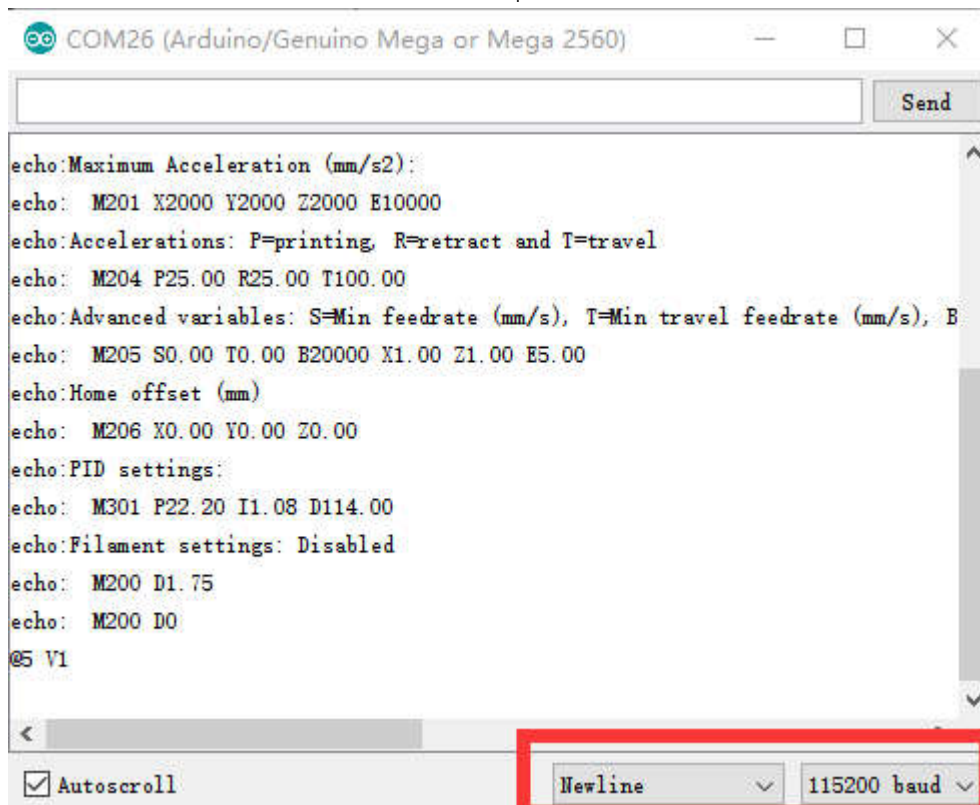 COM26 (Arduino/Genuino Mega or Mega 2560)
Send
echo:Maximum Acceleration (mm/s2):
echo:  M201 X2000 Y2000 Z2000 E10000
echo:Accelerations: P=printing, R=retract and T=travel
echo:  M204 P25.00 R25.00 T100.00
echo:Advanced variables: S=Min feedrate (mm/s), T=Min travel feedrate (mm/s), B
echo:  M205 S0.00 T0.00 B20000 X1.00 Z1.00 E5.00
echo:Home offset (mm)
echo:  M206 X0.00 Y0.00 Z0.00
echo:PID settings:
echo:  M301 P22.20 I1.08 D114.00
echo:Filament settings: Disabled
echo:  M200 D1.75
echo:  M200 D0
@5 V1
Autoscroll
Newline
115200 baud